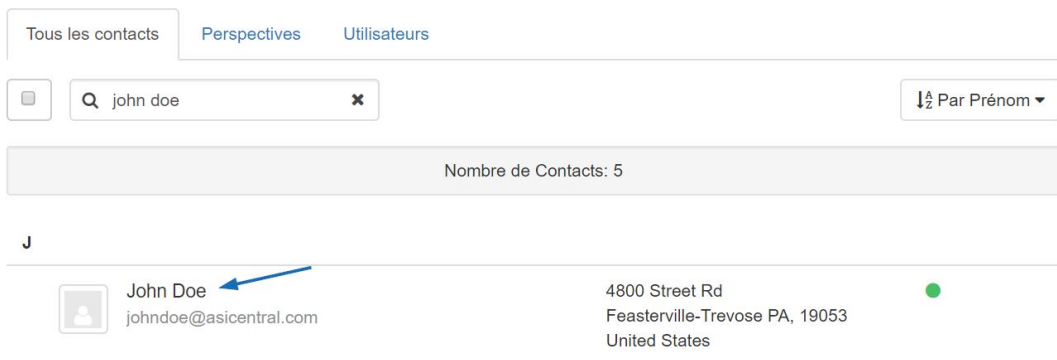 Tous les contacts Perspectives Utilisateurs
john doe Par Prénom
Nombre de Contacts: 5
J
John Doe 4800 Street Rd
johndoe@asicentral.com Feasterville-Trevose PA, 19053
United States